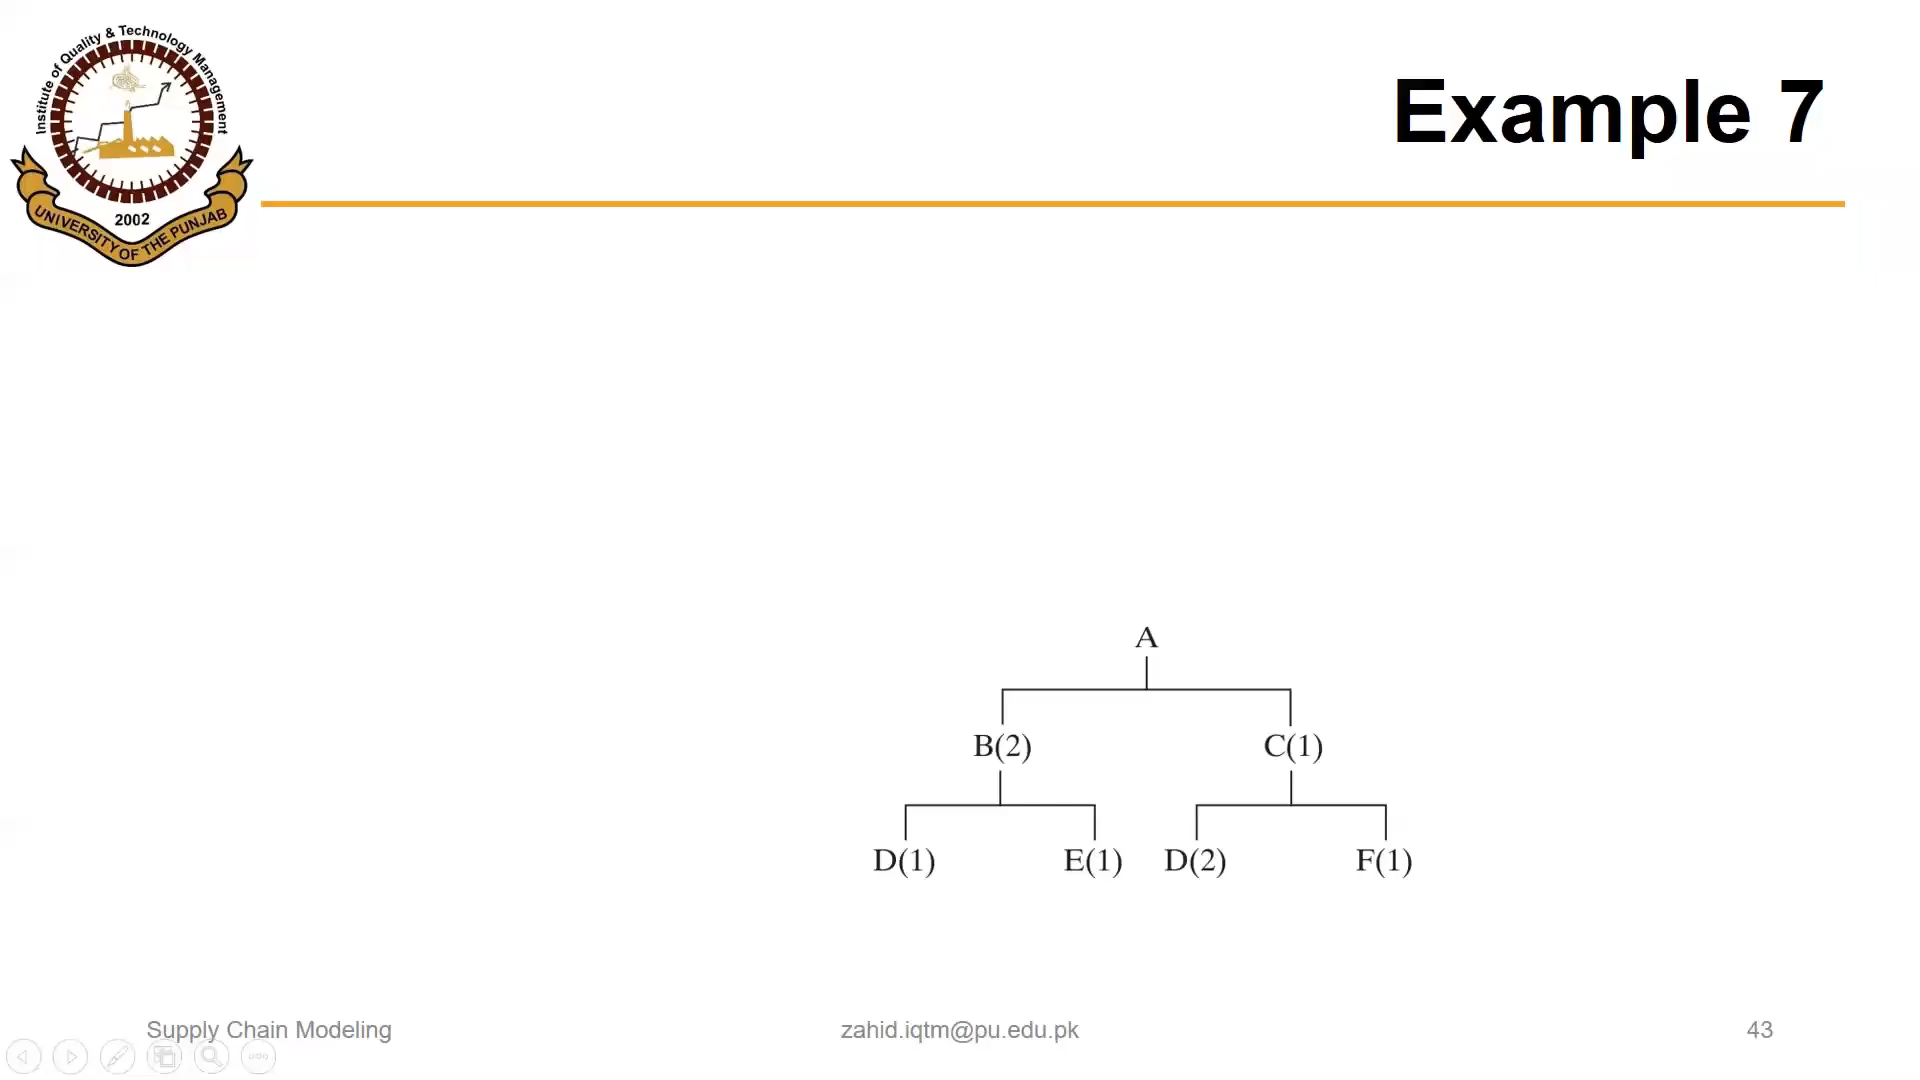 Institute of Quality & Technology Management
2002
UNIVERSITY OF THE PUNJAB
Example 7
A
B(2) C(1)
D(1) E(1) D(2) F(1)
Supply Chain Modeling zahid.iqtm@pu.edu.pk 43